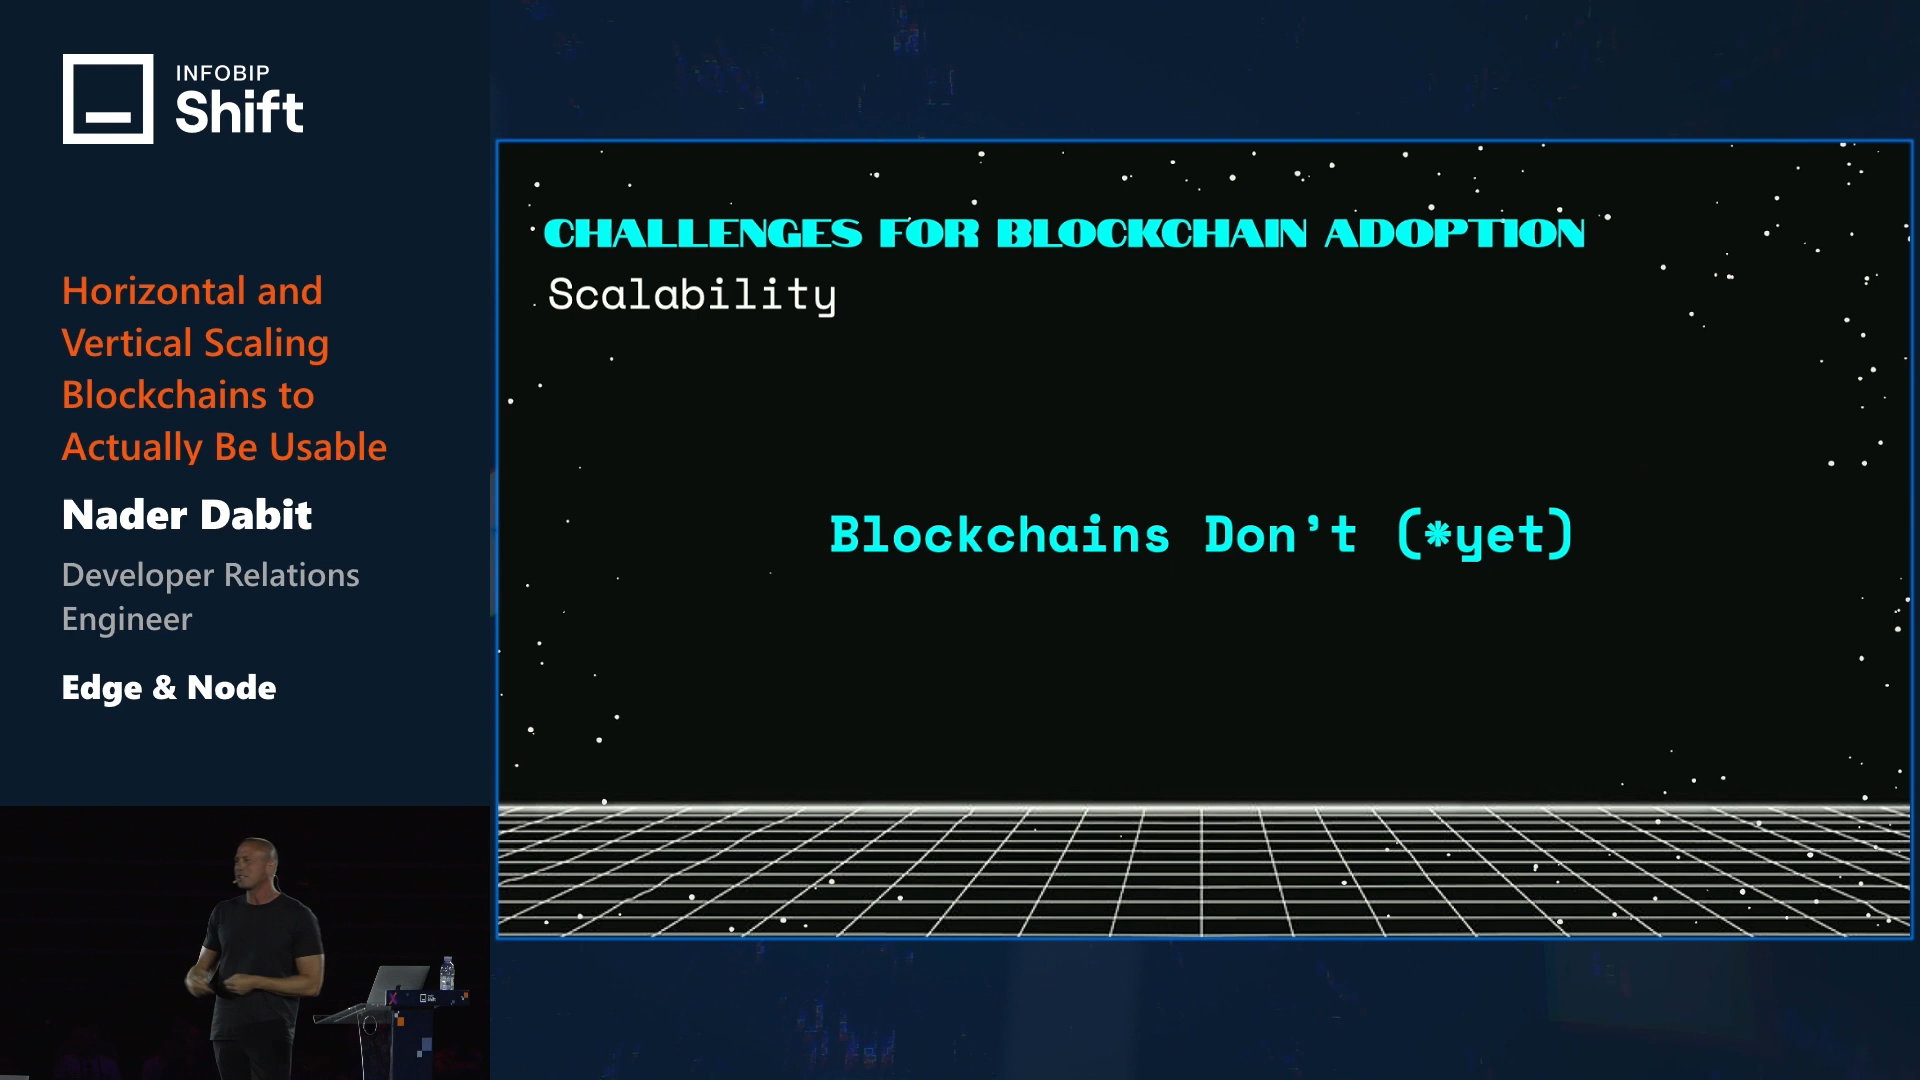 INFOBIP
Shift
Horizontal and
Vertical Scaling
Blockchains to
Actually Be Usable
Nader Dabit
Developer Relations
Engineer
Edge & Node
CHALLENGES FOR BLOCKCHAIN ADOPTION
Scalability
Blockchains Don’t (*yet)